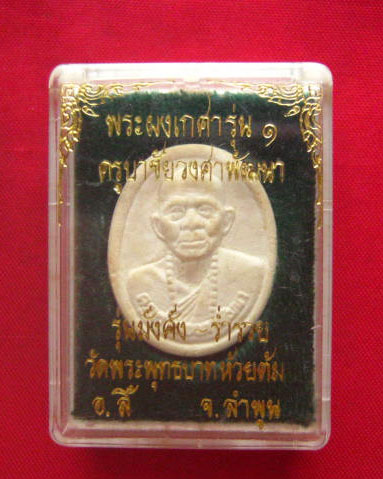 พระผงเกศารุ่น ๑
ครูบาชัยวงศาพัฒนา
รุ่นมั่งคั่ง ร่ำรวย
วัดพระพุทธบาทห้วยต้ม
อ.ลี้ จ.ลำพูน